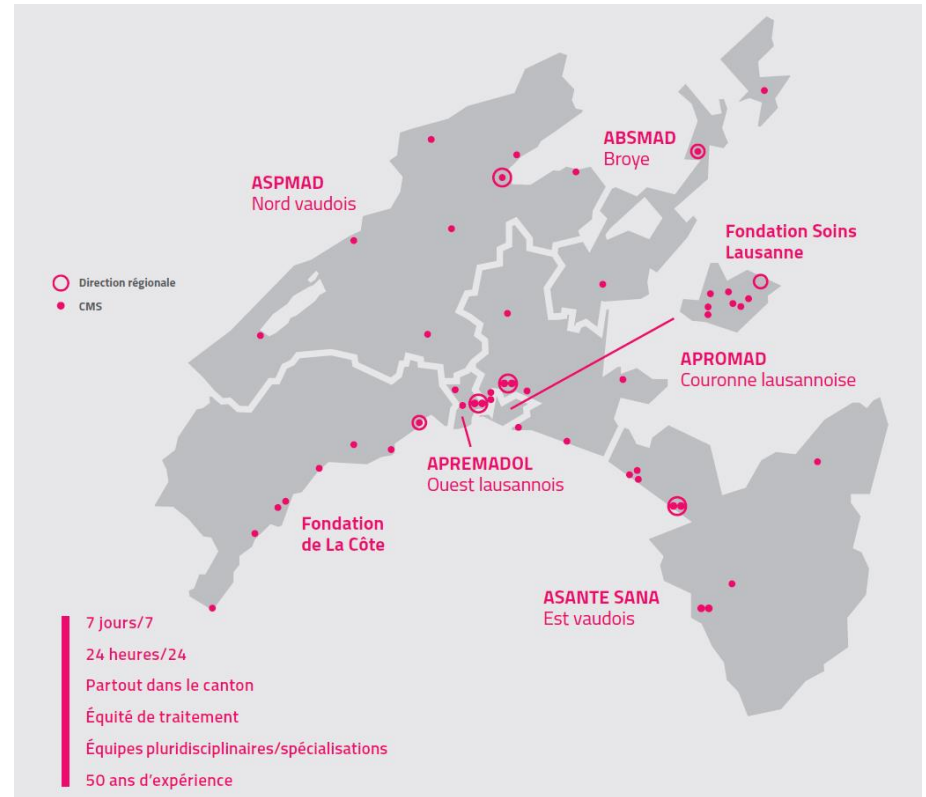 ABSMAD
Broye
ASPMAD
Nord vaudois
Fondation Soins
Lausanne
Direction régionale
CMS
APROMAD
Couronne lausannoise
APREMADOL
Ouest lausannois
Fondation
de La Côte
ASANTE SANA
Est vaudois
7 jours/7
24 heures/24
Partout dans le canton
Équité de traitement
Équipes pluridisciplinaires/spécialisations
50 ans d'expérience